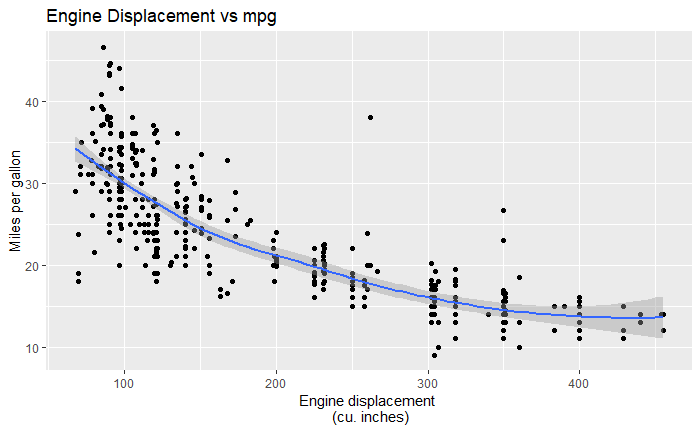 Engine Displacement vs mpg
Miles per gallon
40
30
20
10
100
200
300
400
Engine displacement
(cu. inches)